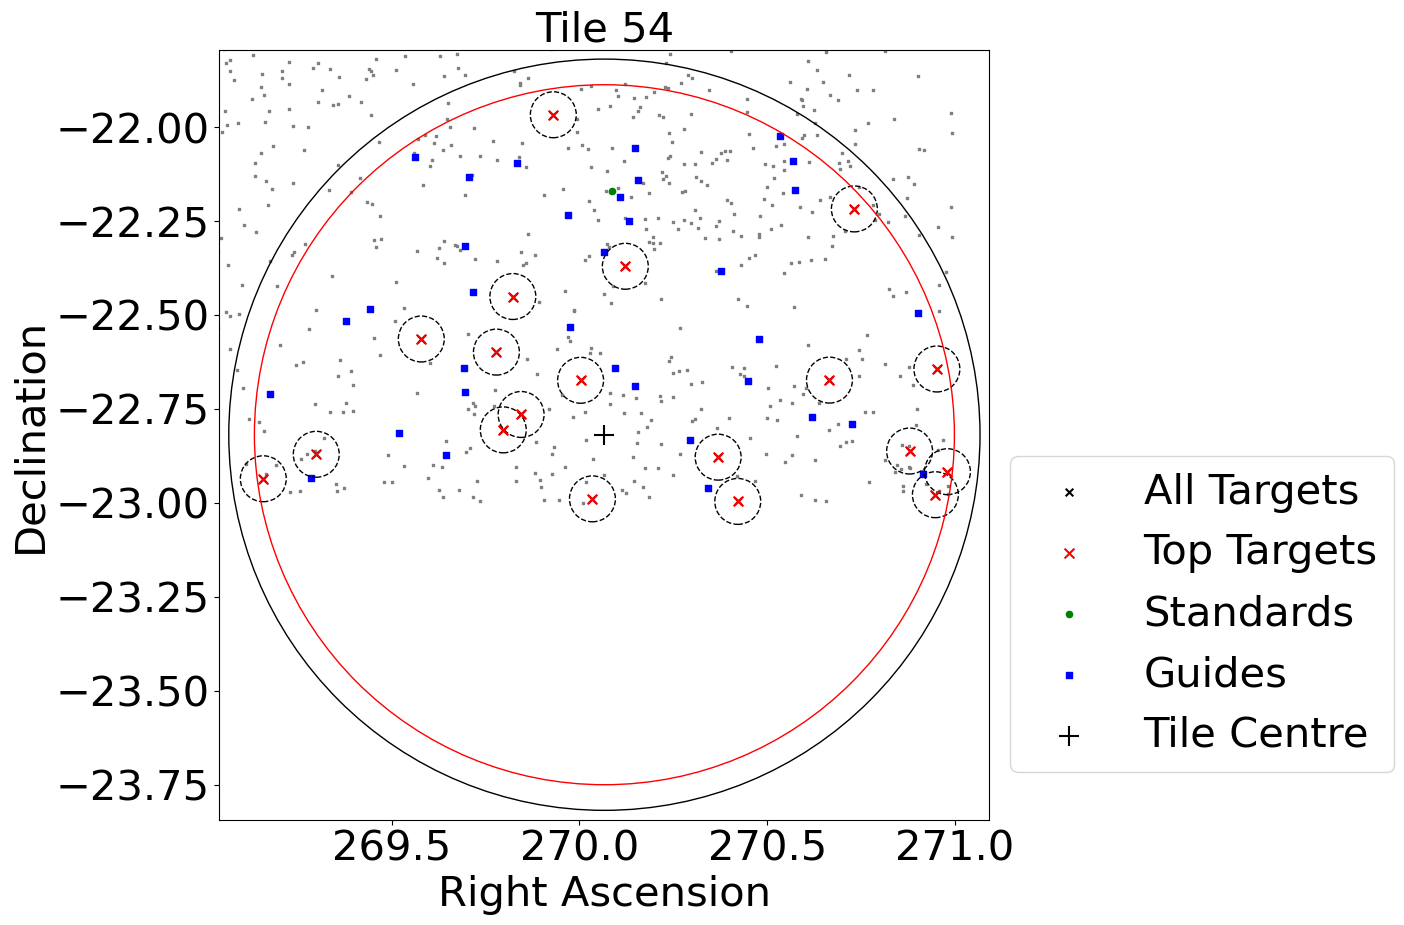 Tile 54
−22.00
−22.25
−22.50
−22.75
−23.00
−23.25
−23.50
−23.75
Declination
269.5 270.0 270.5 271.0
Right Ascension
All Targets
Top Targets
Standards
Guides
Tile Centre